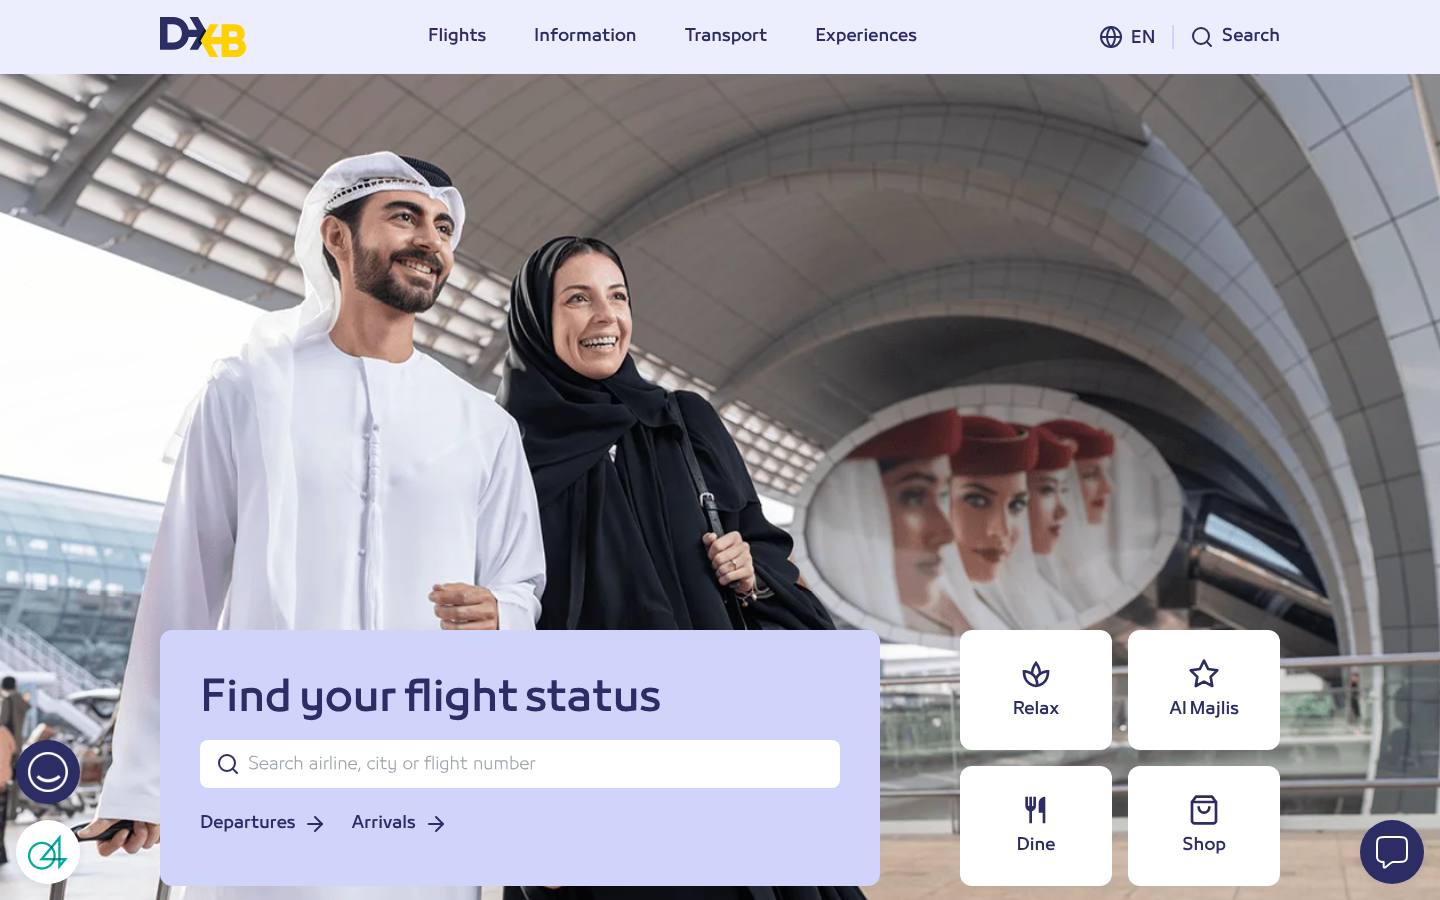 DXB
Flights
Information
Transport
Experiences
EN
Search
Find your flight status
Search airline, city or flight number
Departures
Arrivals
Relax
Al Majlis
Dine
Shop